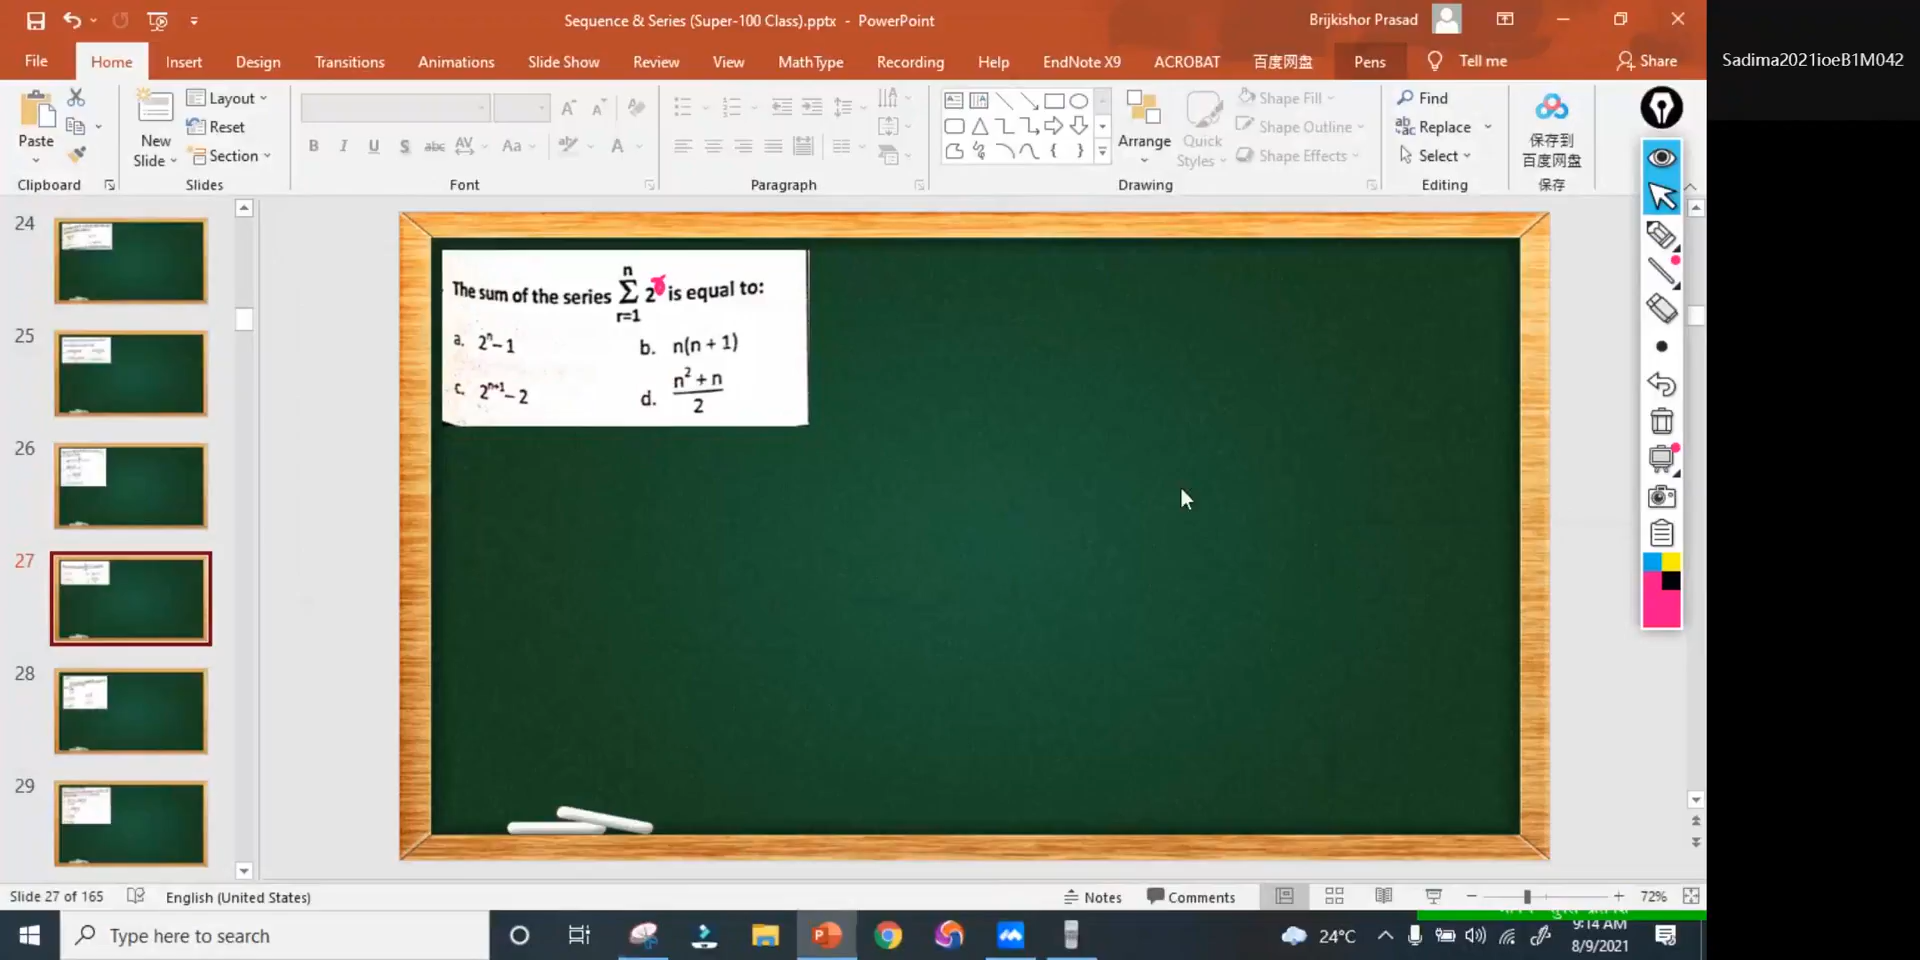 Sequence & Series (Super-100 Class).pptx - PowerPoint
Brijkishor Prasad
Sadima2021ioeB1M042
File Home Insert Design Transitions Animations Slide Show Review View MathType Recording Help EndNote X9 ACROBAT 百度网盘 Pens Tell me Share
Paste
Clipboard
New Slide
Layout
Reset
Section
Slides
B I U S abc AV Aa A
Font
Paragraph
Arrange
Quick Styles
Shape Fill
Shape Outline
Shape Effects
Drawing
Find
Replace
Select
Editing
保存到
百度网盘
保存
24
25
26
27
28
29
The sum of the series n Σ r=1 2 is equal to:
a. 2ⁿ – 1
b. n(n + 1)
c. 2ⁿ⁺¹ – 2
d. n² + n / 2
Slide 27 of 165
English (United States)
Notes
Comments
72%
Type here to search
24°C
9:14 AM
8/9/2021